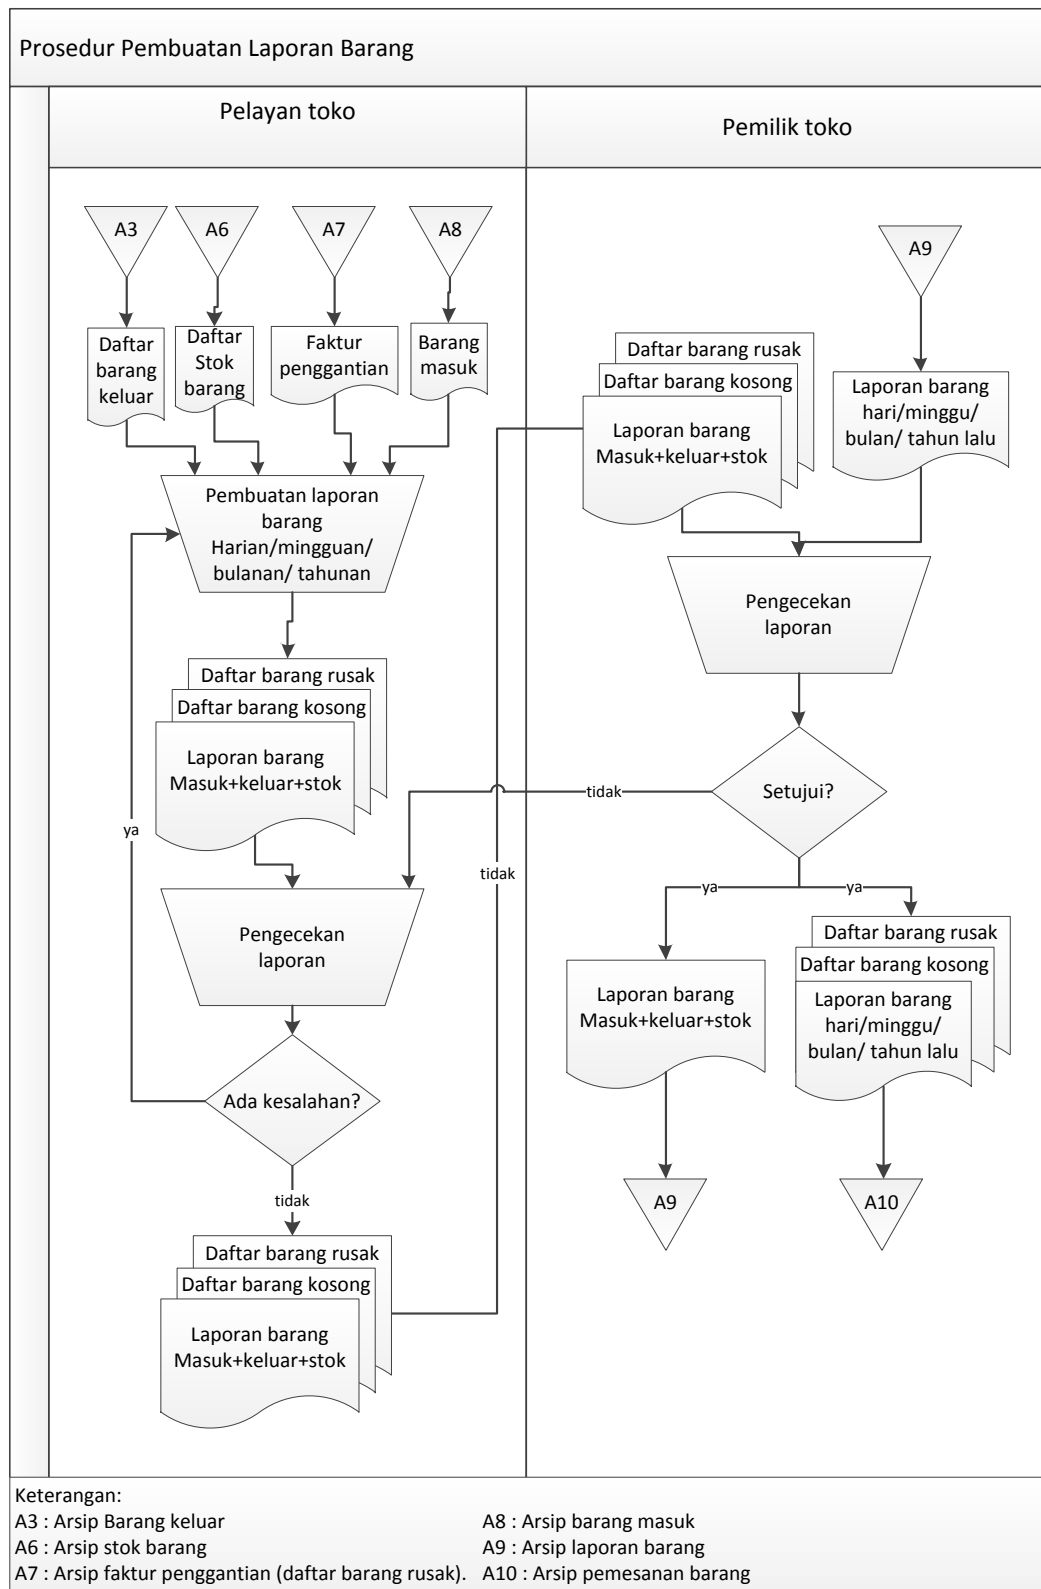 Prosedur Pembuatan Laporan Barang
Pelayan toko
Pemilik toko
A3
A6
A7
A8
Daftar
barang
keluar
Daftar
Stok
barang
Faktur
penggantian
Barang
masuk
Pembuatan laporan
barang
Harian/mingguan/
bulanan/ tahunan
Daftar barang rusak
Daftar barang kosong
Laporan barang
Masuk+keluar+stok
ya
Pengecekan
laporan
Ada kesalahan?
tidak
Daftar barang rusak
Daftar barang kosong
Laporan barang
Masuk+keluar+stok
tidak
A9
Daftar barang rusak
Daftar barang kosong
Laporan barang
Masuk+keluar+stok
Laporan barang
hari/minggu/
bulan/ tahun lalu
Pengecekan
laporan
Setujui?
tidak
ya
ya
Laporan barang
Masuk+keluar+stok
Daftar barang rusak
Daftar barang kosong
Laporan barang
hari/minggu/
bulan/ tahun lalu
A9
A10
Keterangan:
A3 : Arsip Barang keluar
A6 : Arsip stok barang
A7 : Arsip faktur penggantian (daftar barang rusak).
A8 : Arsip barang masuk
A9 : Arsip laporan barang
A10 : Arsip pemesanan barang